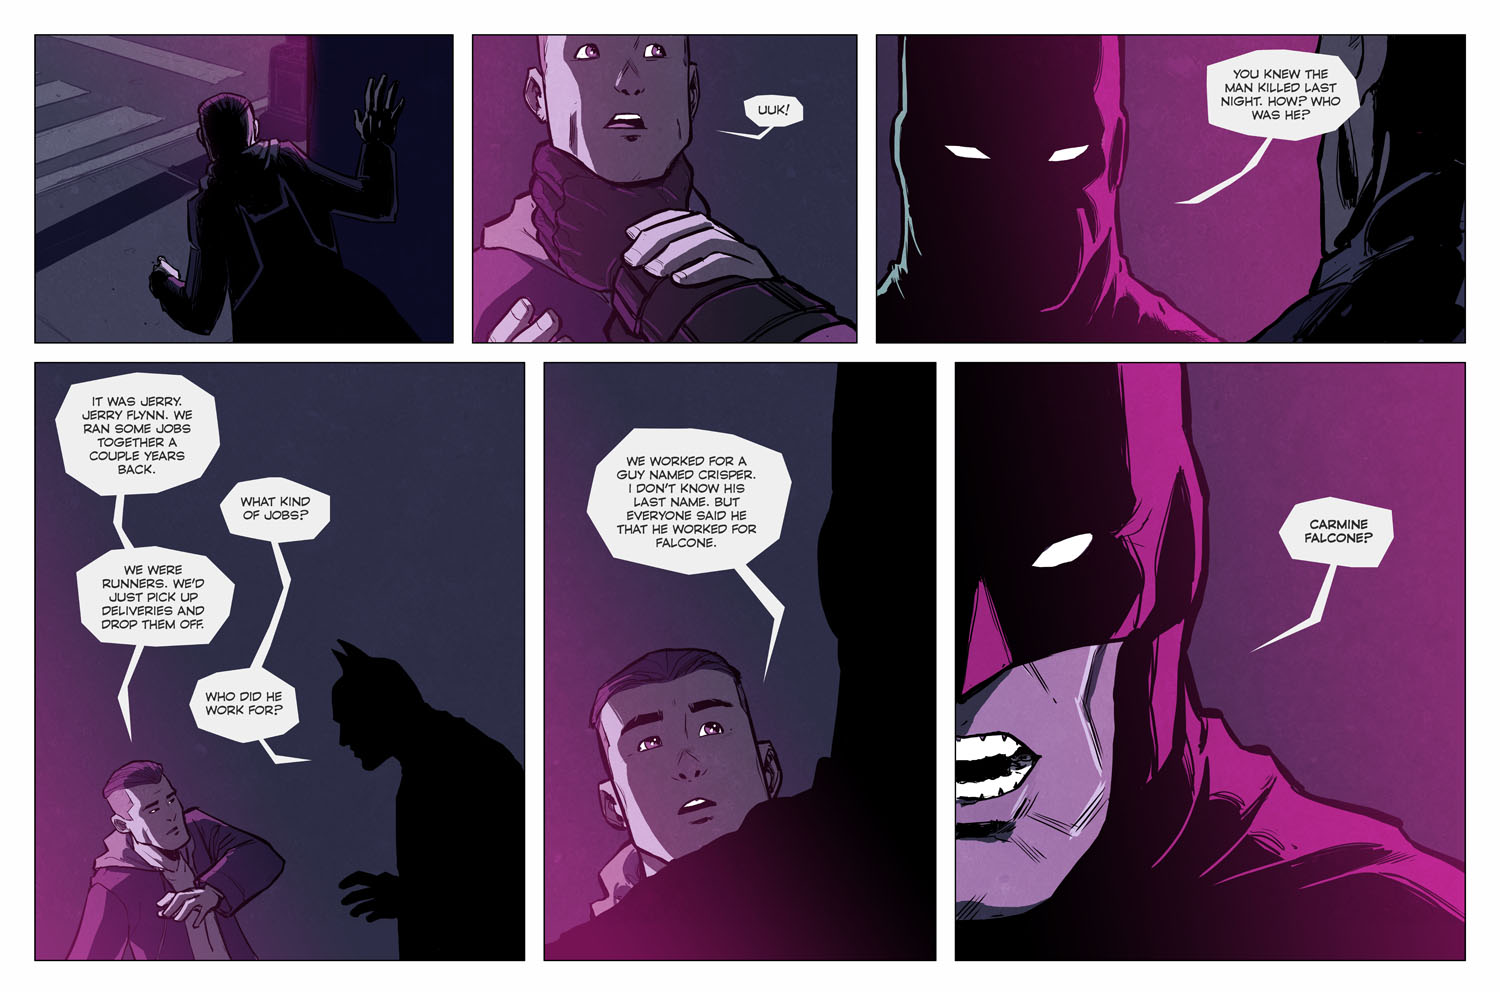 UUK!
YOU KNEW THE
MAN KILLED LAST
NIGHT. HOW? WHO
WAS HE?
IT WAS JERRY.
JERRY FLYNN. WE
RAN SOME JOBS
TOGETHER A
COUPLE YEARS
BACK.
WHAT KIND
OF JOBS?
WE WERE
RUNNERS. WE'D
JUST PICK UP
DELIVERIES AND
DROP THEM OFF.
WHO DID HE
WORK FOR?
WE WORKED FOR A
GUY NAMED CRISPER.
I DON'T KNOW HIS
LAST NAME. BUT
EVERYONE SAID HE
THAT HE WORKED FOR
FALCONE.
CARMINE
FALCONE?